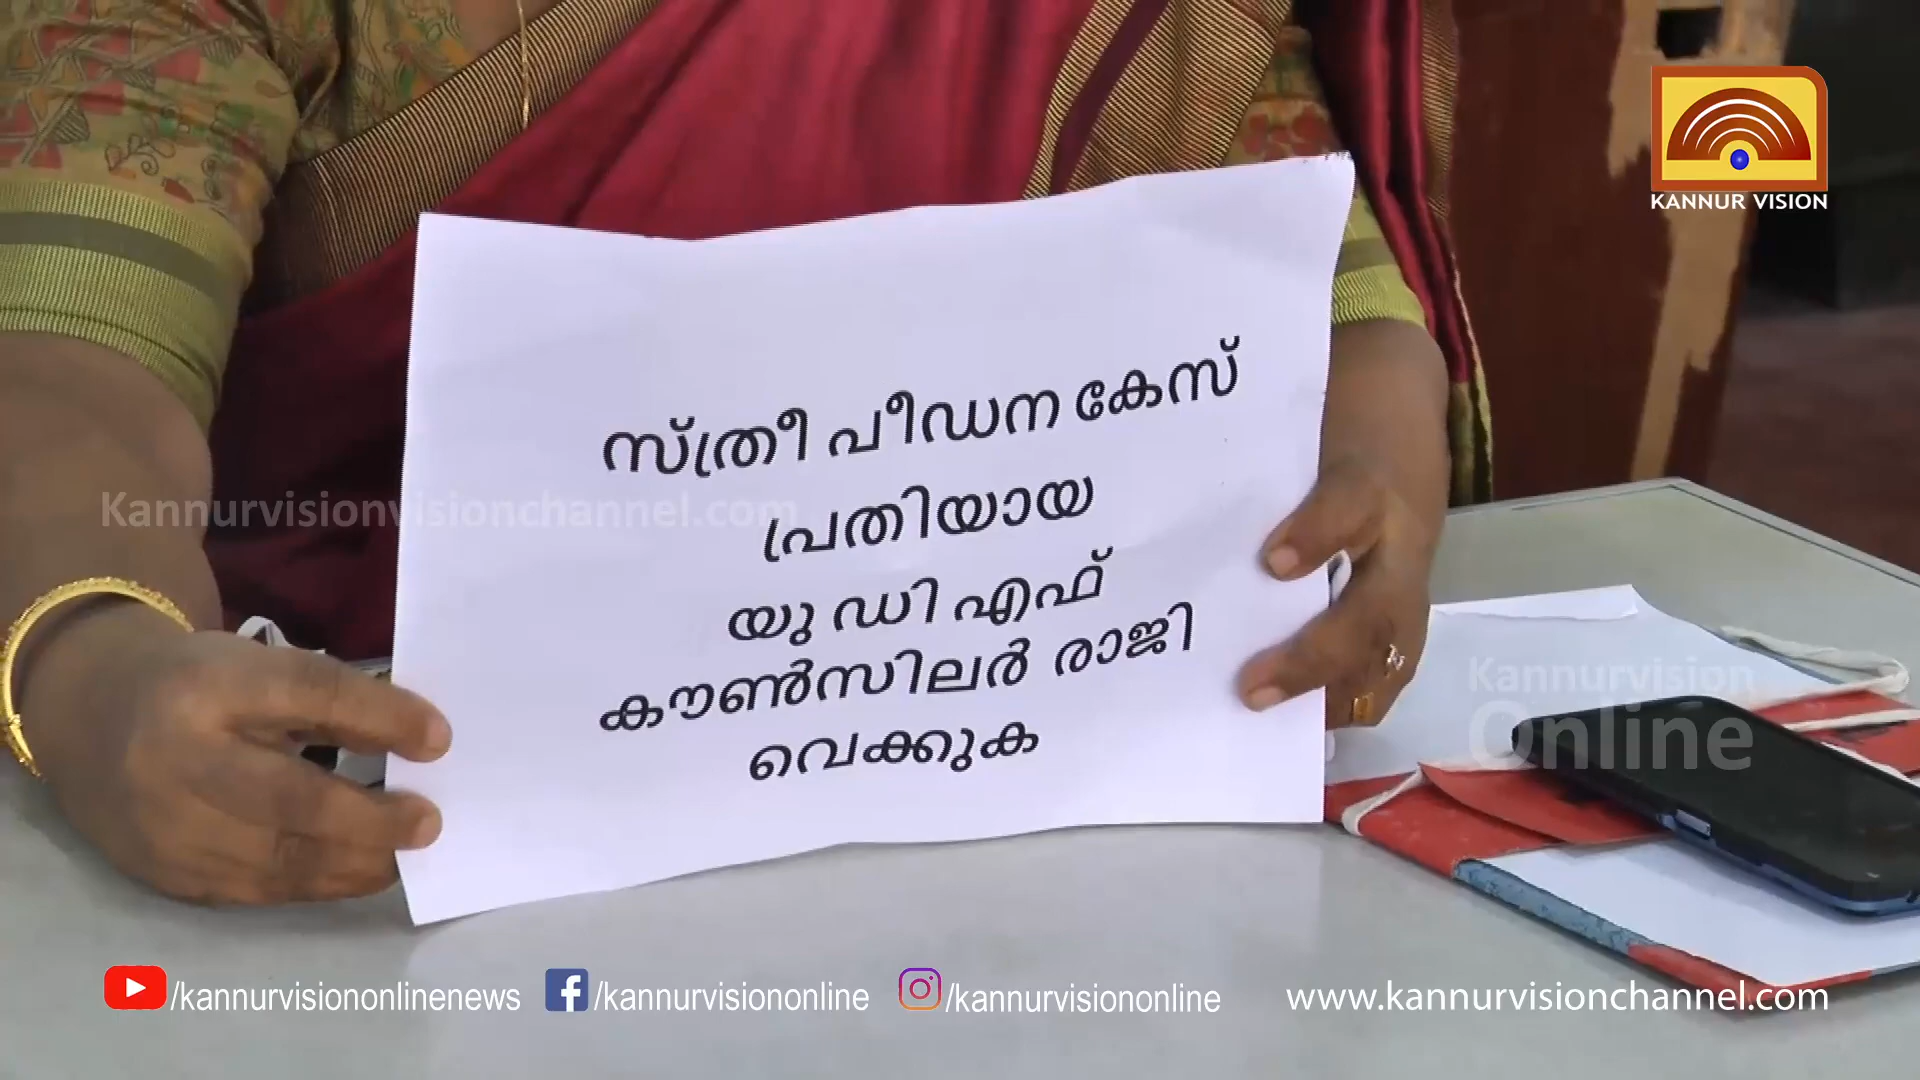 KANNUR VISION
സ്ത്രീ പീഡന കേസ്
പ്രതിയായ
യു ഡി എഫ്
കൗൺസിലർ രാജി
വെക്കുക
Kannurvisionvisionchannel.com
Kannurvision
Online
/kannurvisiononlinenews /kannurvisiononline /kannurvisiononline www.kannurvisionchannel.com